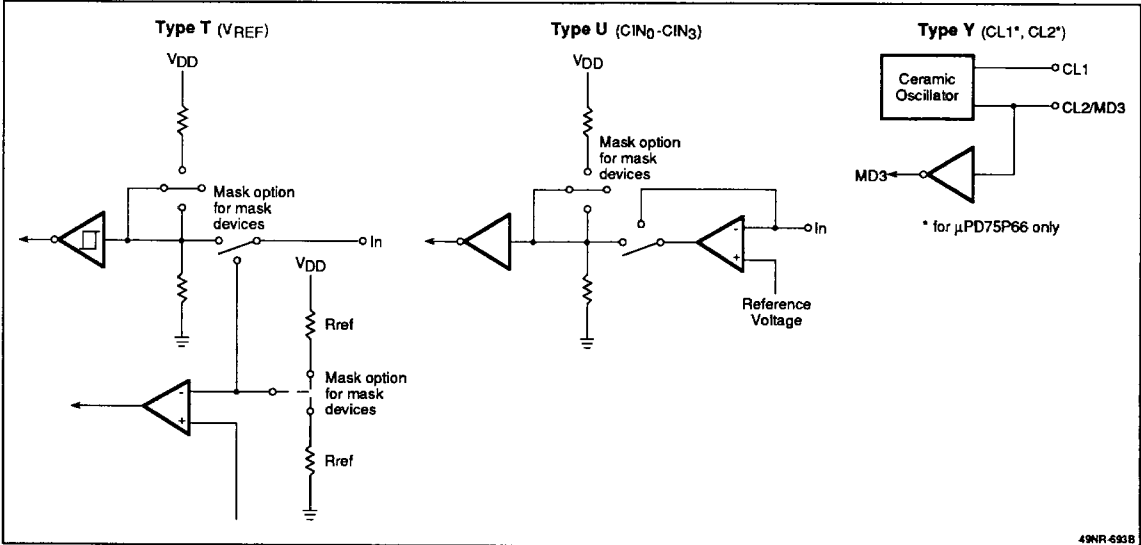 Type T (VREF)
VDD
Mask option
for mask
devices
In
VDD
Rref
Mask option
for mask
devices
-
+
Rref
Type U (CIN0-CIN3)
VDD
Mask option
for mask
devices
-
+
In
Reference
Voltage
Type Y (CL1*, CL2*)
Ceramic
Oscillator
CL1
CL2/MD3
MD3
* for μPD75P66 only
49NR-693B